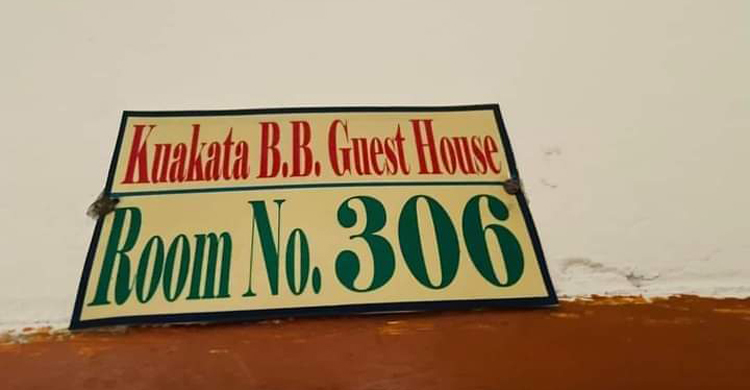 Kuakata B.B. Guest House
Room No. 306